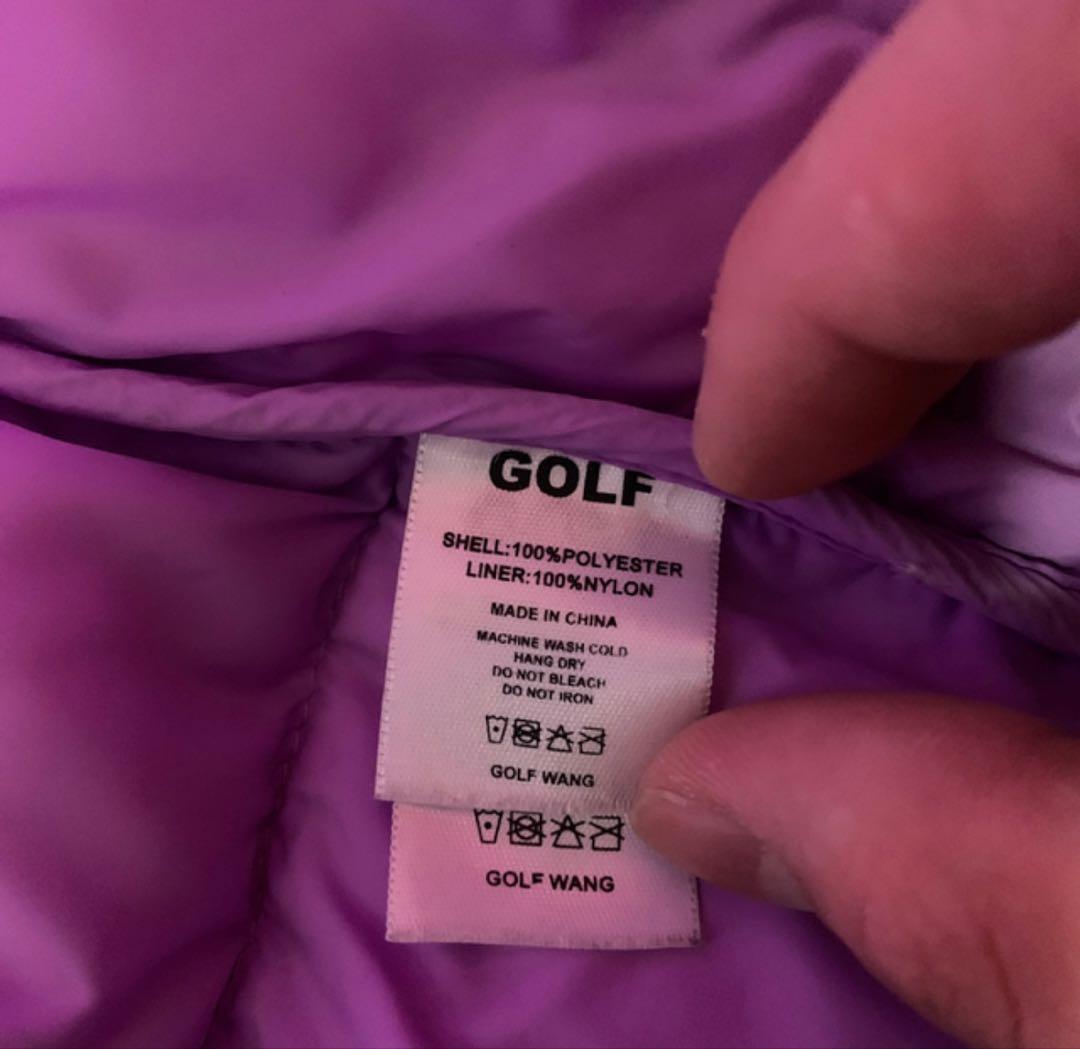 GOLF
SHELL:100%POLYESTER
LINER:100%NYLON
MADE IN CHINA
MACHINE WASH COLD
HANG DRY
DO NOT BLEACH
DO NOT IRON
GOLF WANG
GOLF WANG